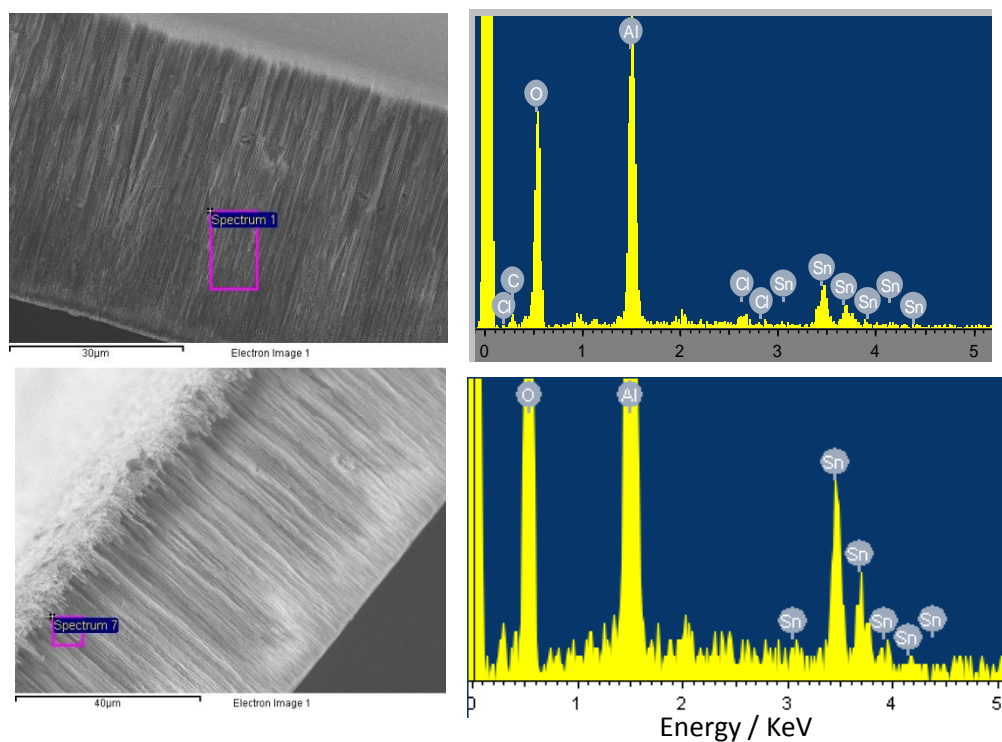 Spectrum 1
30μm
Electron Image 1
Al
O
C
Cl
Cl
Cl
Sn
Sn
Sn
Sn
Sn
Sn
0 1 2 3 4 5
Spectrum 7
40μm
Electron Image 1
O
Al
Sn
Sn
Sn
Sn
Sn
Sn
0 1 2 3 4 5
Energy / KeV